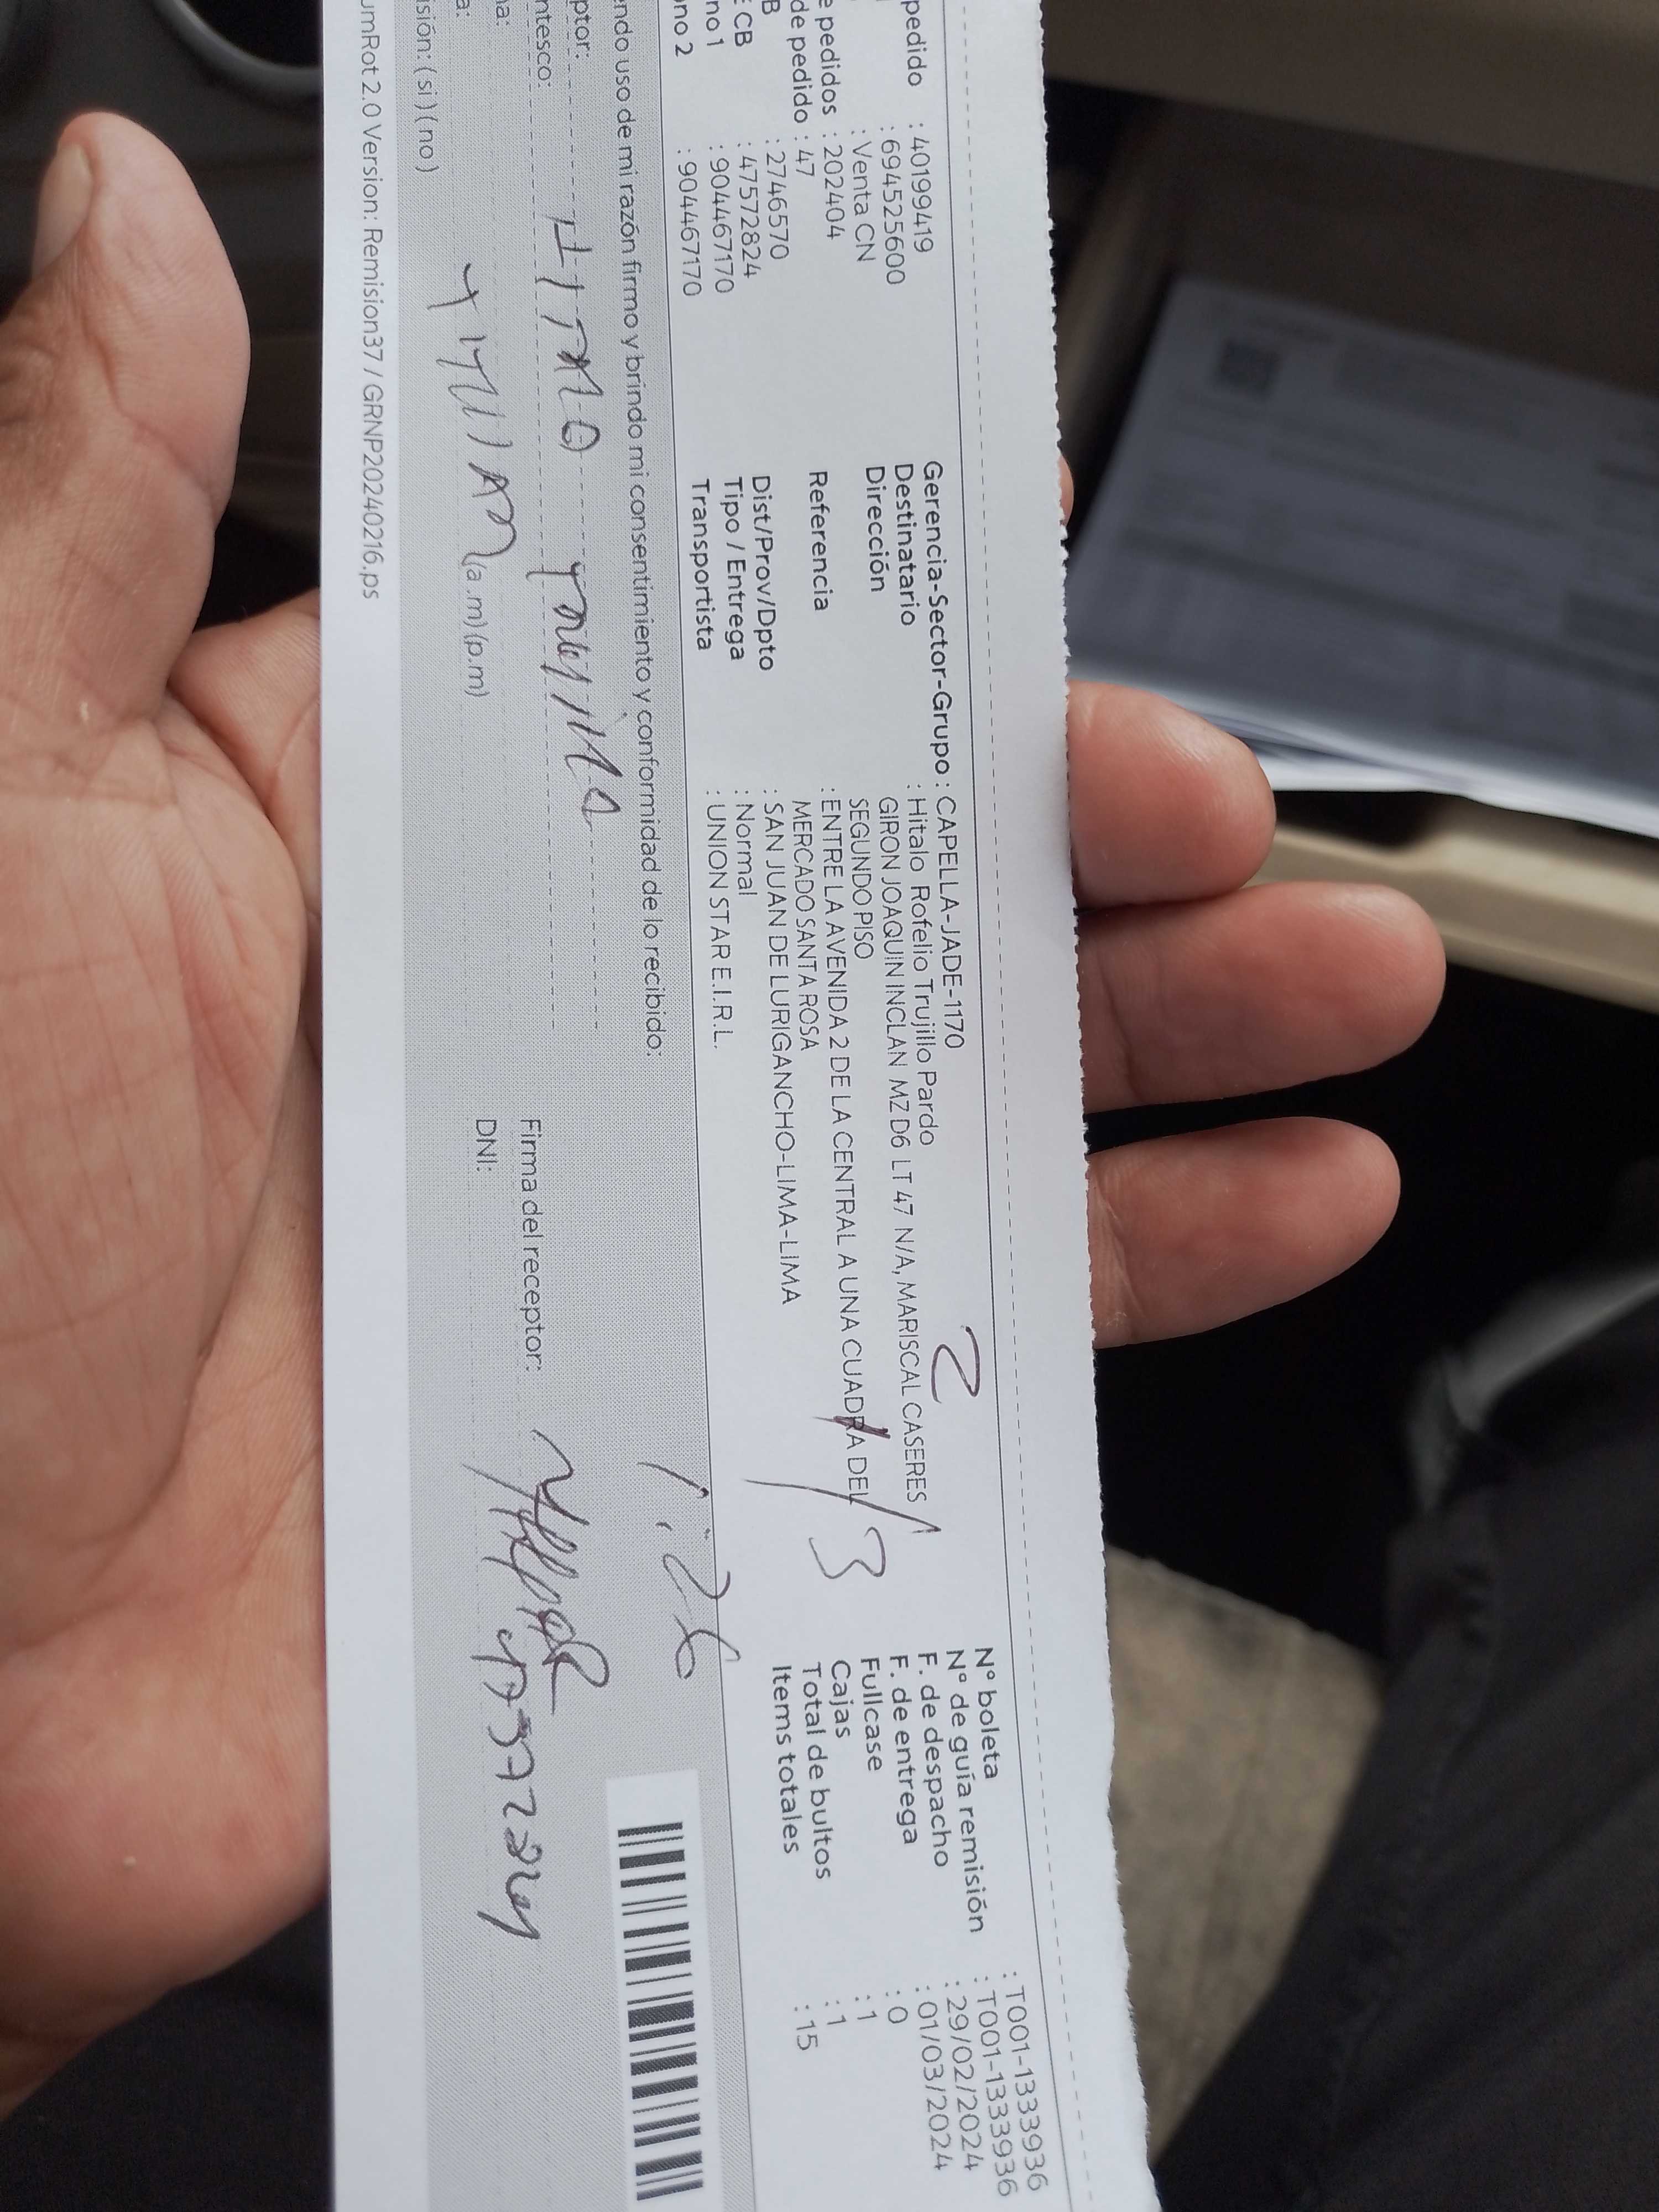 pedido : 40199419
: 694525600
: Venta CN
e pedidos : 202404
de pedido : 47
B : 2746570
E CB : 47572824
no 1 : 904467170
ono 2 : 904467170
Gerencia-Sector-Grupo : CAPELLA-JADE-1170
Destinatario : Hitalo Rofelio Trujillo Pardo
Dirección GIRON JOAQUIN INCLAN MZ D6 LT 47 N/A, MARISCAL CASERES
SEGUNDO PISO
Referencia : ENTRE LA AVENIDA 2 DE LA CENTRAL A UNA CUADRA DEL
MERCADO SANTA ROSA
Dist/Prov/Dpto : SAN JUAN DE LURIGANCHO-LIMA-LIMA
Tipo / Entrega : Normal
Transportista : UNION STAR E.I.R.L.
2
/ 3
Nº boleta : T001-1333936
Nº de guía remisión : T001-1333936
F. de despacho : 29/02/2024
F. de entrega : 01/03/2024
Fullcase : 0
Cajas : 1
Total de bultos : 1
Items totales : 15
endo uso de mi razón firmo y brindo mi consentimiento y conformidad de lo recibido:
1:26
ptor:
ntesco:
na:
a: (a.m) (p.m)
isión: ( si ) ( no )
Firma del receptor:
DNI:
umRot 2.0 Version: Remision37 / GRNP20240216.ps